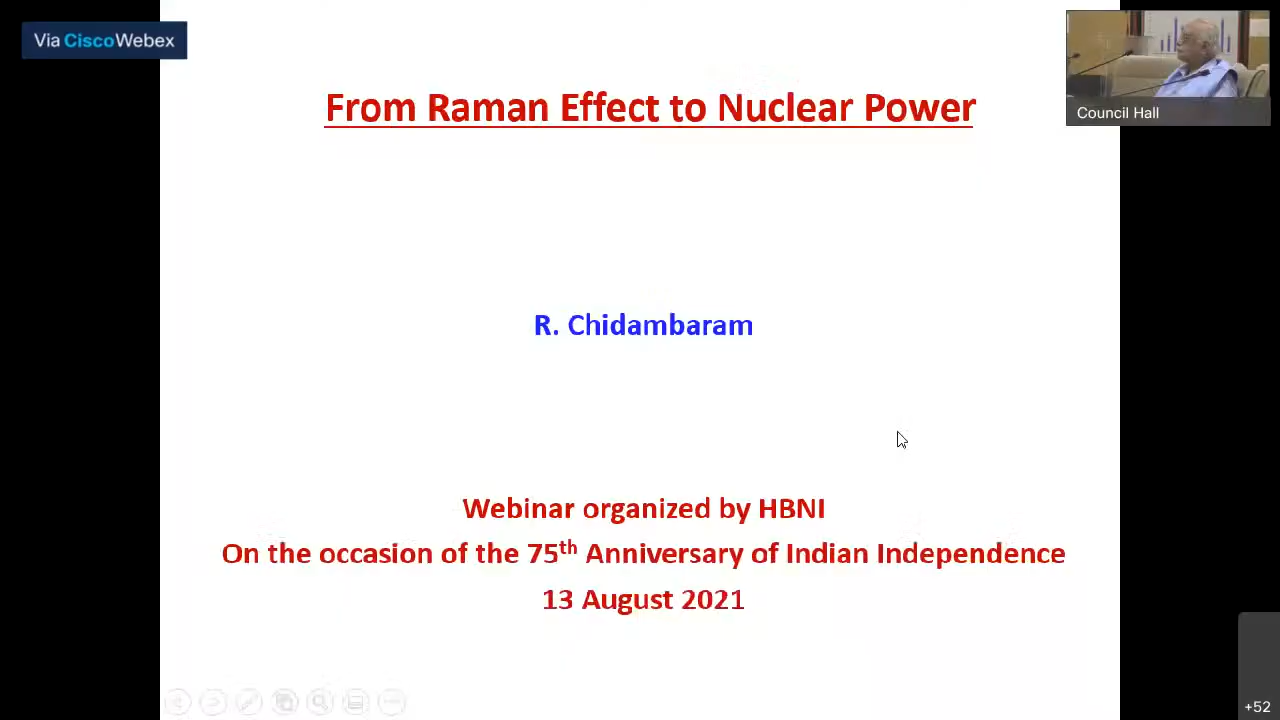 Via CiscoWebex
Council Hall
From Raman Effect to Nuclear Power
R. Chidambaram
Webinar organized by HBNI
On the occasion of the 75th Anniversary of Indian Independence
13 August 2021
+52